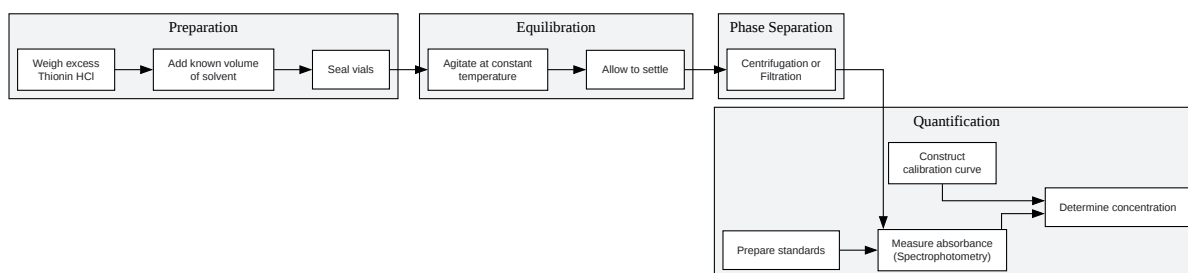 Preparation
Weigh excess
Thionin HCl
Add known volume
of solvent
Seal vials
Equilibration
Agitate at constant
temperature
Allow to settle
Phase Separation
Centrifugation or
Filtration
Quantification
Construct
calibration curve
Determine concentration
Prepare standards
Measure absorbance
(Spectrophotometry)